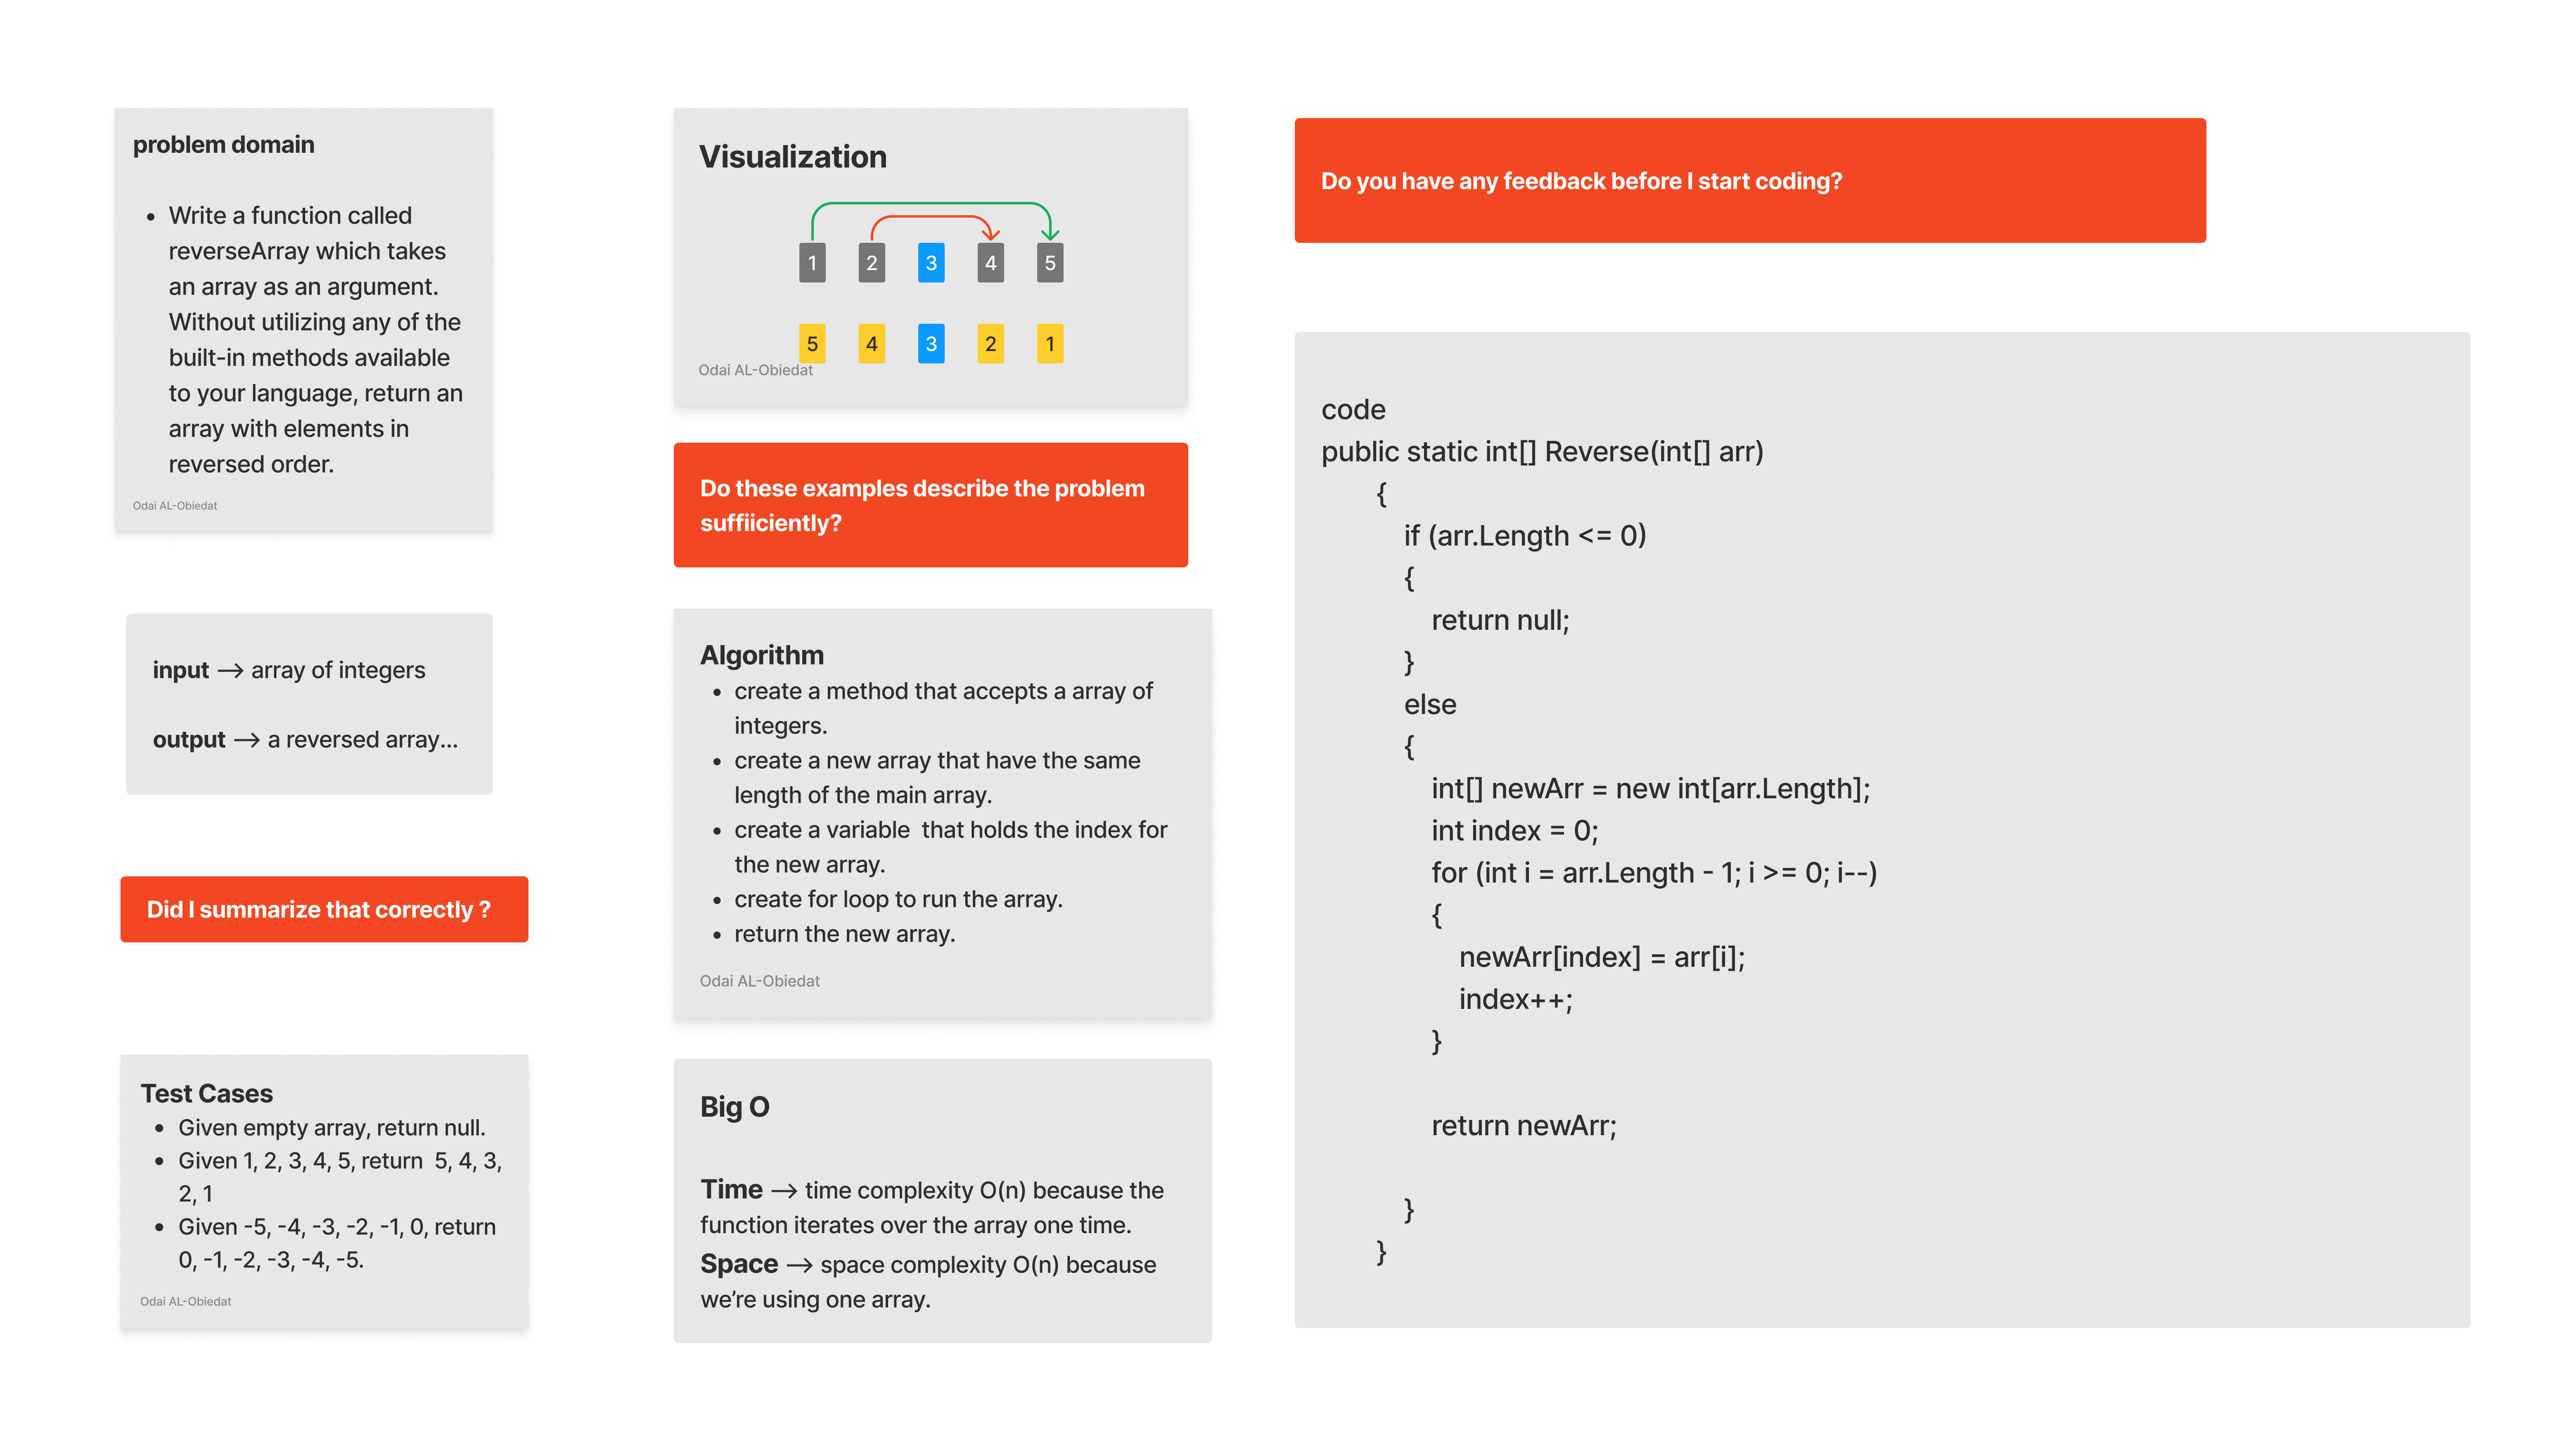 problem domain
• Write a function called
reverseArray which takes
an array as an argument.
Without utilizing any of the
built-in methods available
to your language, return an
array with elements in
reversed order.
Odai AL-Obiedat
input → array of integers
output → a reversed array...
Did I summarize that correctly ?
Test Cases
• Given empty array, return null.
• Given 1, 2, 3, 4, 5, return  5, 4, 3,
2, 1
• Given -5, -4, -3, -2, -1, 0, return
0, -1, -2, -3, -4, -5.
Odai AL-Obiedat
Visualization
1 2 3 4 5
5 4 3 2 1
Odai AL-Obiedat
Do these examples describe the problem
suffiiciently?
Algorithm
• create a method that accepts a array of
integers.
• create a new array that have the same
length of the main array.
• create a variable  that holds the index for
the new array.
• create for loop to run the array.
• return the new array.
Odai AL-Obiedat
Big O
Time → time complexity O(n) because the
function iterates over the array one time.
Space → space complexity O(n) because
we're using one array.
Do you have any feedback before I start coding?
code
public static int[] Reverse(int[] arr)
{
if (arr.Length <= 0)
{
return null;
}
else
{
int[] newArr = new int[arr.Length];
int index = 0;
for (int i = arr.Length - 1; i >= 0; i--)
{
newArr[index] = arr[i];
index++;
}
return newArr;
}
}